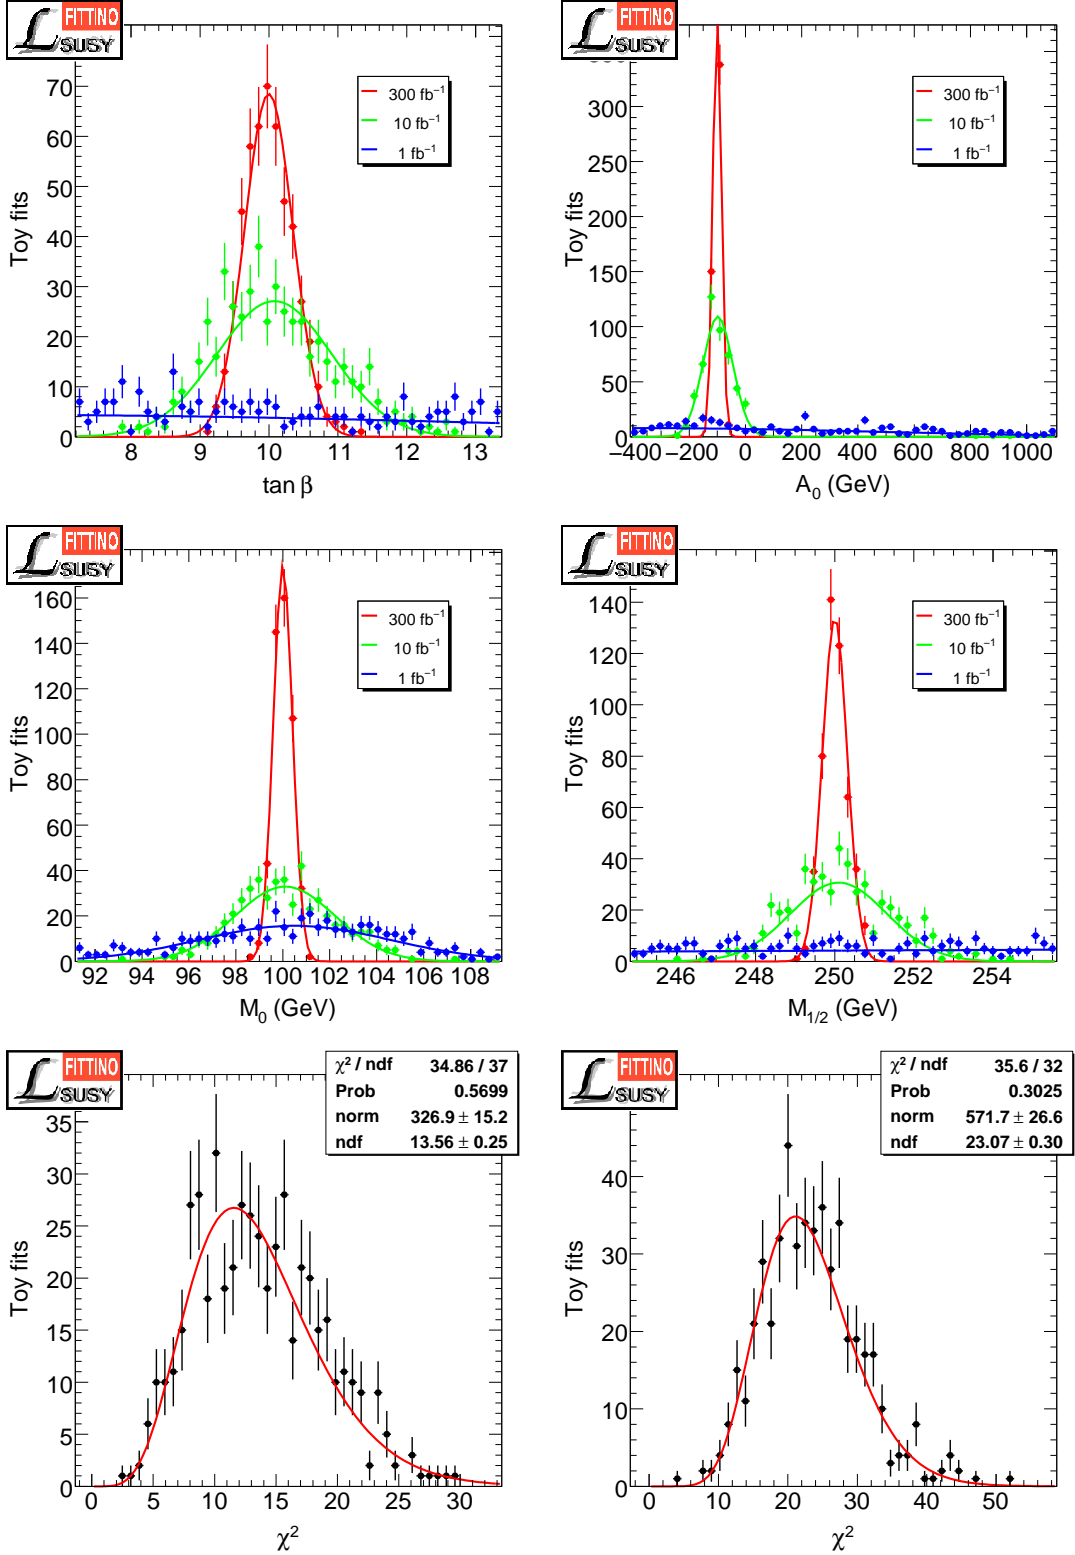 FITTINO
SUSY
300 fb⁻¹
10 fb⁻¹
1 fb⁻¹
Toy fits
70
60
50
40
30
20
10
0
8 9 10 11 12 13
tan β
FITTINO
SUSY
300 fb⁻¹
10 fb⁻¹
1 fb⁻¹
Toy fits
300
250
200
150
100
50
0
−400 −200 0 200 400 600 800 1000
A₀ (GeV)
FITTINO
SUSY
300 fb⁻¹
10 fb⁻¹
1 fb⁻¹
Toy fits
160
140
120
100
80
60
40
20
0
92 94 96 98 100 102 104 106 108
M₀ (GeV)
FITTINO
SUSY
300 fb⁻¹
10 fb⁻¹
1 fb⁻¹
Toy fits
140
120
100
80
60
40
20
0
246 248 250 252 254
M₁/₂ (GeV)
FITTINO
SUSY
χ² / ndf 34.86 / 37
Prob 0.5699
norm 326.9 ± 15.2
ndf 13.56 ± 0.25
Toy fits
35
30
25
20
15
10
5
0
0 5 10 15 20 25 30
χ²
FITTINO
SUSY
χ² / ndf 35.6 / 32
Prob 0.3025
norm 571.7 ± 26.6
ndf 23.07 ± 0.30
Toy fits
40
30
20
10
0
0 10 20 30 40 50
χ²